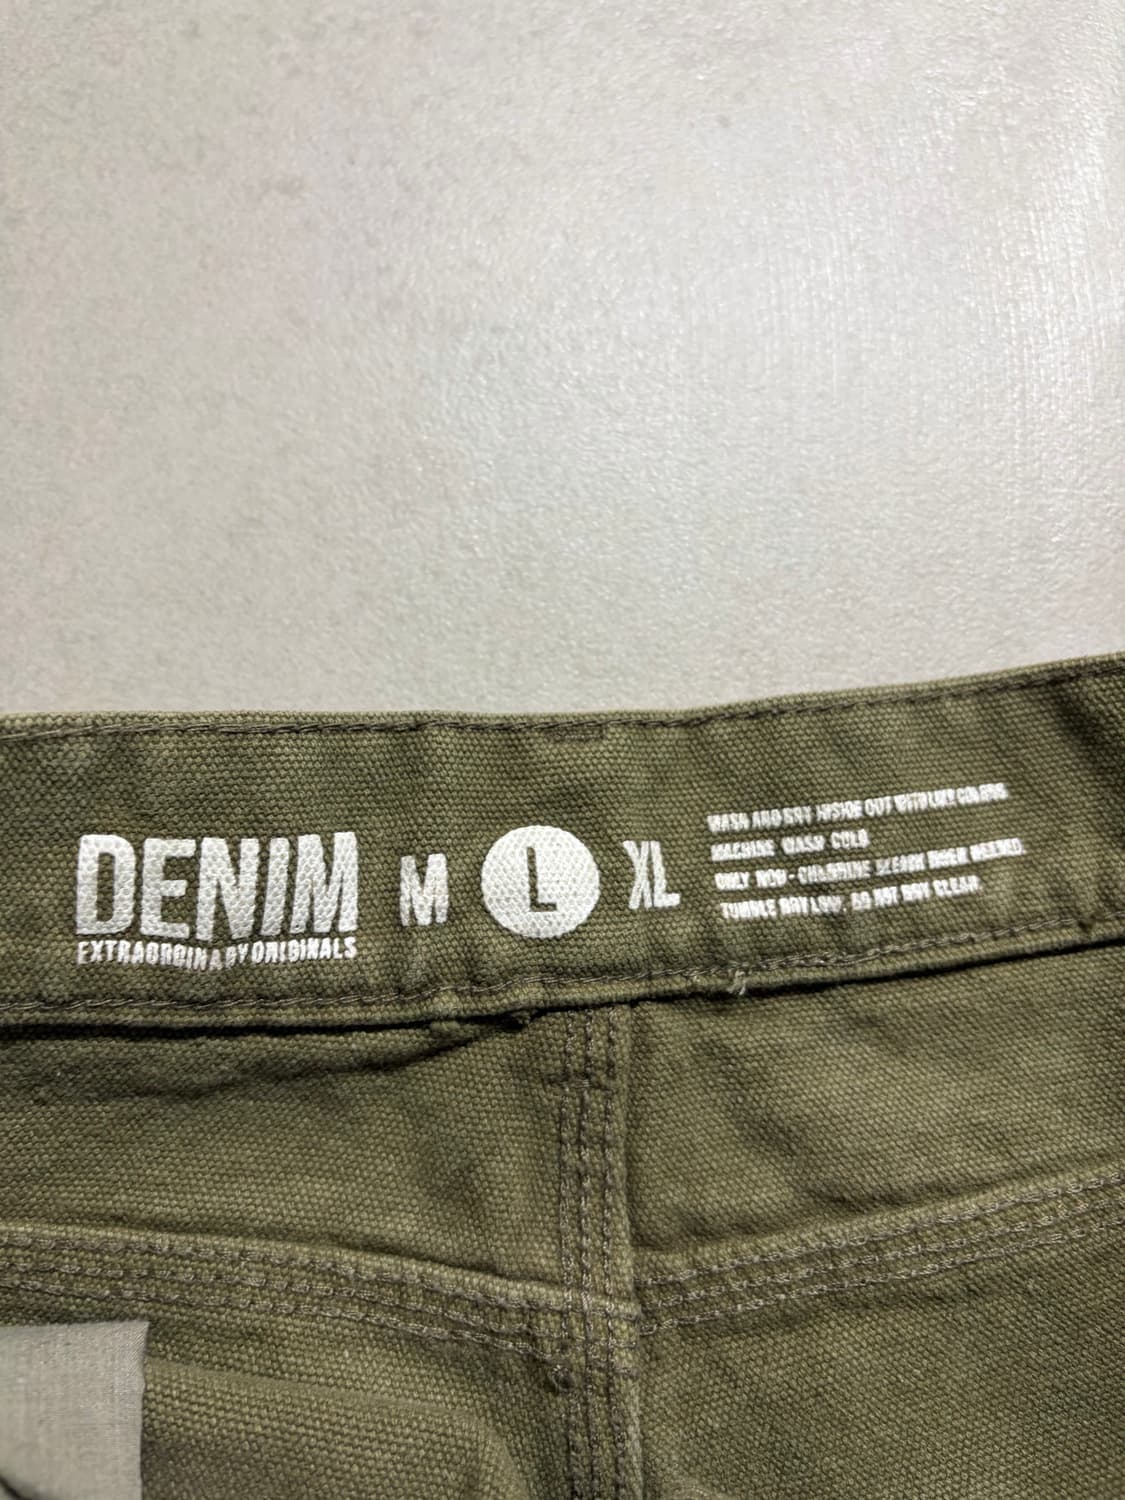 DENIM
EXTRAORDINARY ORIGINALS
M L XL
WASH AND DRY INSIDE OUT WITH LIKE COLORS.
MACHINE WASH COLD
ONLY NON-CHLORINE BLEACH WHEN NEEDED.
TUMBLE DRY LOW. DO NOT DRY CLEAN.